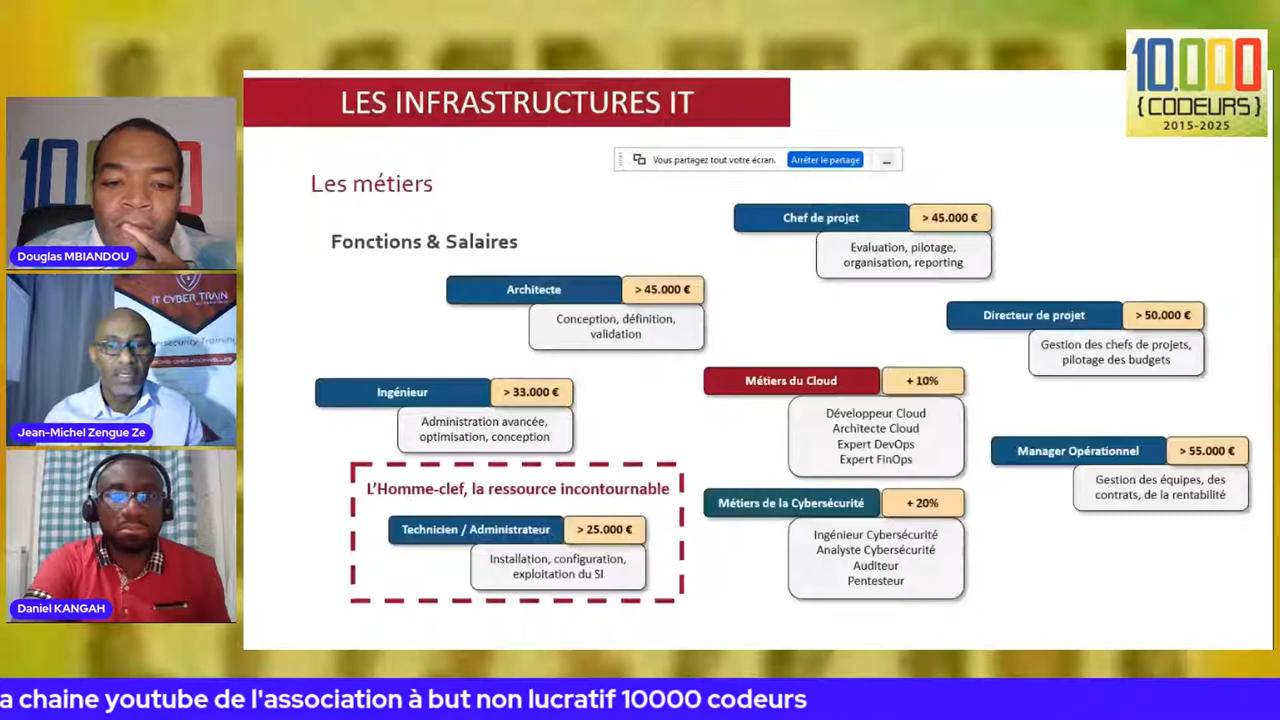 10.000
{CODEURS}
2015-2025
LES INFRASTRUCTURES IT
Vous partagez tout votre écran.
Arrêter le partage
Les métiers
Fonctions & Salaires
Chef de projet
> 45.000 €
Evaluation, pilotage,
organisation, reporting
Architecte
> 45.000 €
Conception, définition,
validation
Directeur de projet
> 50.000 €
Gestion des chefs de projets,
pilotage des budgets
Ingénieur
> 33.000 €
Administration avancée,
optimisation, conception
Métiers du Cloud
+ 10%
Développeur Cloud
Architecte Cloud
Expert DevOps
Expert FinOps
Manager Opérationnel
> 55.000 €
Gestion des équipes, des
contrats, de la rentabilité
L'Homme-clef, la ressource incontournable
Technicien / Administrateur
> 25.000 €
Installation, configuration,
exploitation du SI
Métiers de la Cybersécurité
+ 20%
Ingénieur Cybersécurité
Analyste Cybersécurité
Auditeur
Pentesteur
Douglas MBIANDOU
IT CYBER TRAIN
Jean-Michel Zengue Ze
Daniel KANGAH
a chaine youtube de l'association à but non lucratif 10000 codeurs